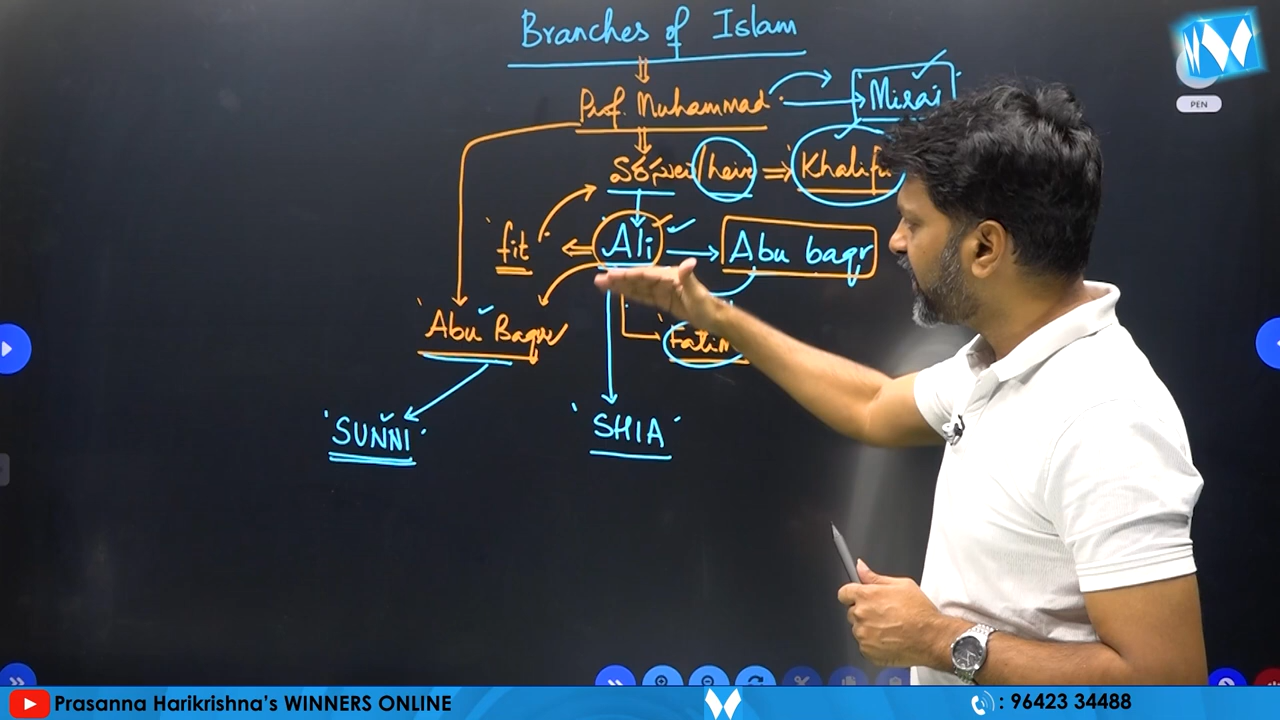 Branches of Islam
PEN
Prof. Muhammad
Miraj
వారసుడు/heir ⇒ Khalifa
'fit
Ali
Abu baqr
'Abu Baqr
Fatim
'SUNNI'
'SHIA'
Prasanna Harikrishna's WINNERS ONLINE
: 96423 34488